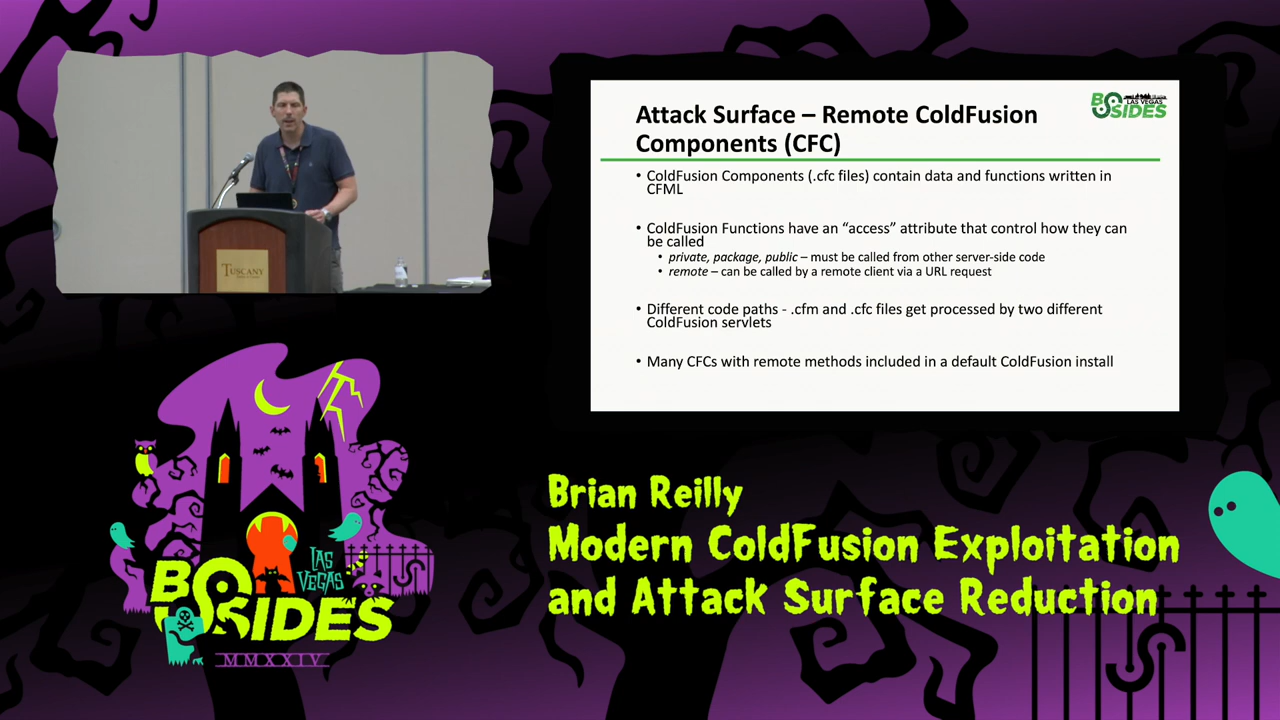 TUSCANY
Attack Surface – Remote ColdFusion
Components (CFC)
BSIDES
LAS VEGAS
• ColdFusion Components (.cfc files) contain data and functions written in
CFML
• ColdFusion Functions have an “access” attribute that control how they can
be called
• private, package, public – must be called from other server-side code
• remote – can be called by a remote client via a URL request
• Different code paths - .cfm and .cfc files get processed by two different
ColdFusion servlets
• Many CFCs with remote methods included in a default ColdFusion install
LAS
VEGAS
BSIDES
MMXXIV
Brian Reilly
Modern ColdFusion Exploitation
and Attack Surface Reduction